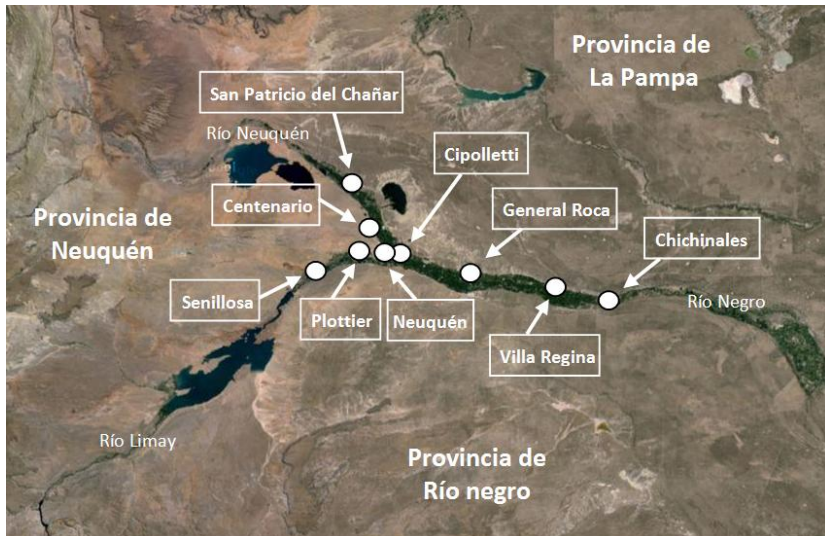 Provincia de
La Pampa
San Patricio del Chañar
Río Neuquén
Cipolletti
Provincia de
Neuquén
Centenario
General Roca
Chichinales
Senillosa
Plottier
Neuquén
Río Negro
Villa Regina
Río Limay
Provincia de
Río negro